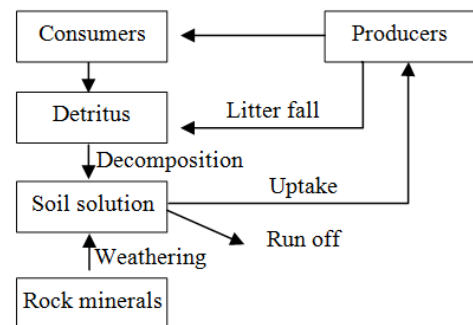 Consumers
Producers
Detritus
Litter fall
Decomposition
Soil solution
Uptake
Run off
Weathering
Rock minerals